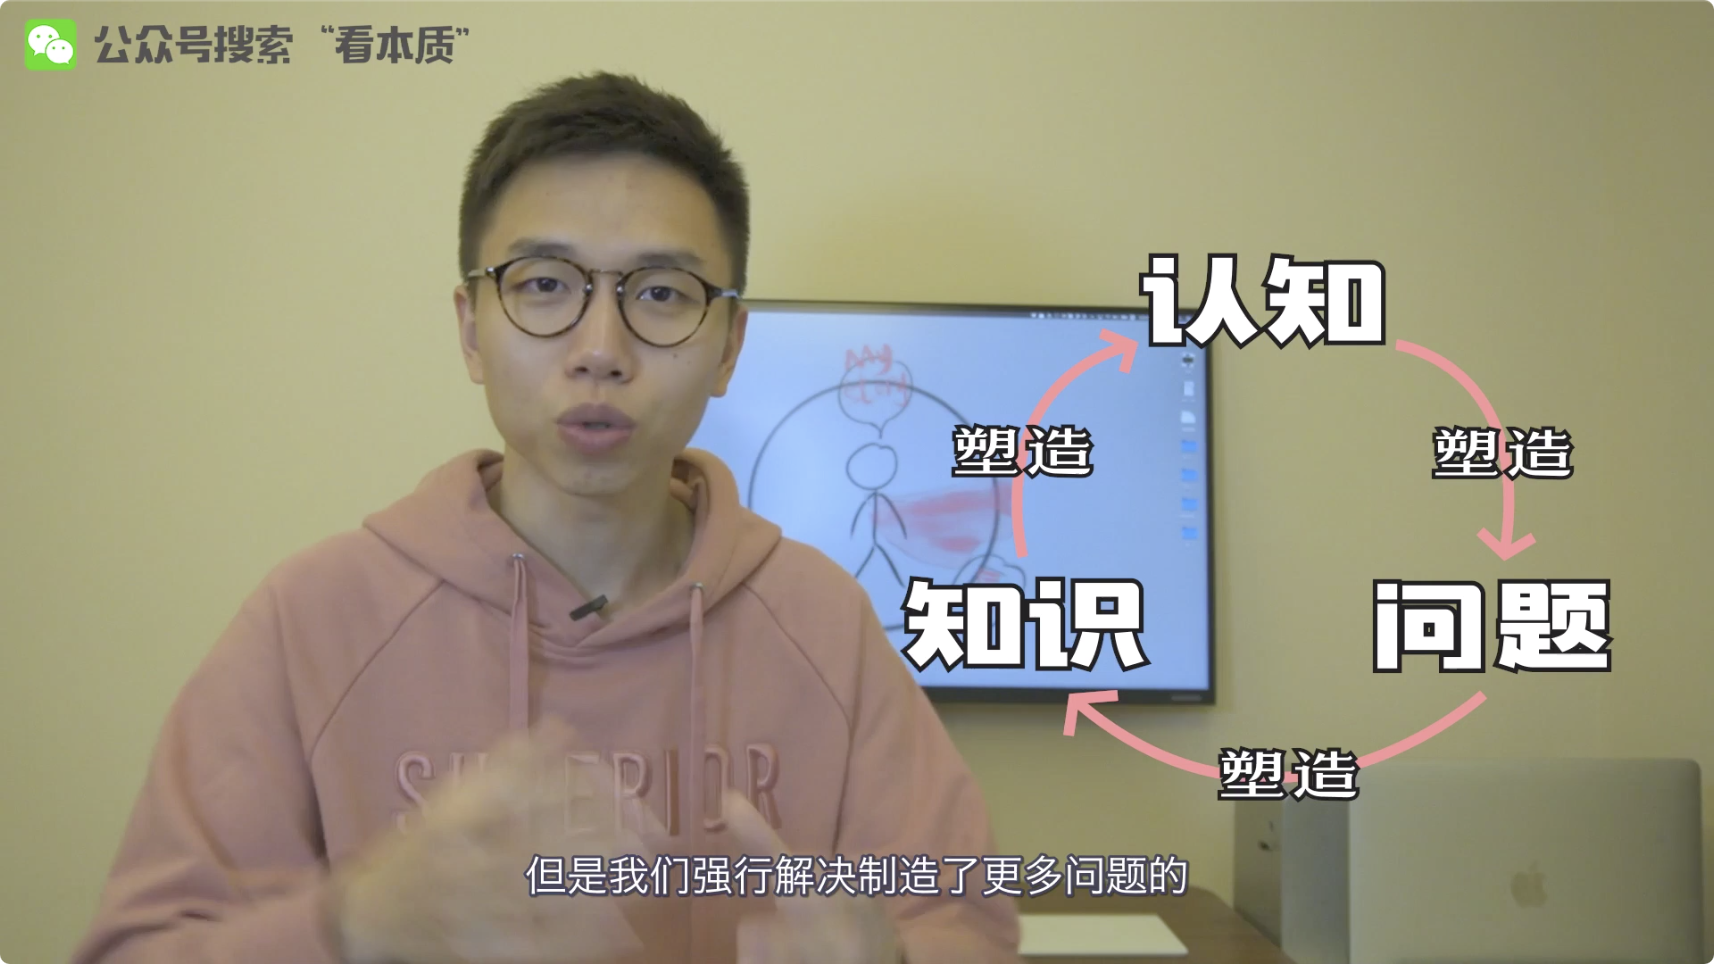 公众号搜索 “看本质”
认知
塑造
塑造
知识
问题
塑造
SUPERIOR
但是我们强行解决制造了更多问题的